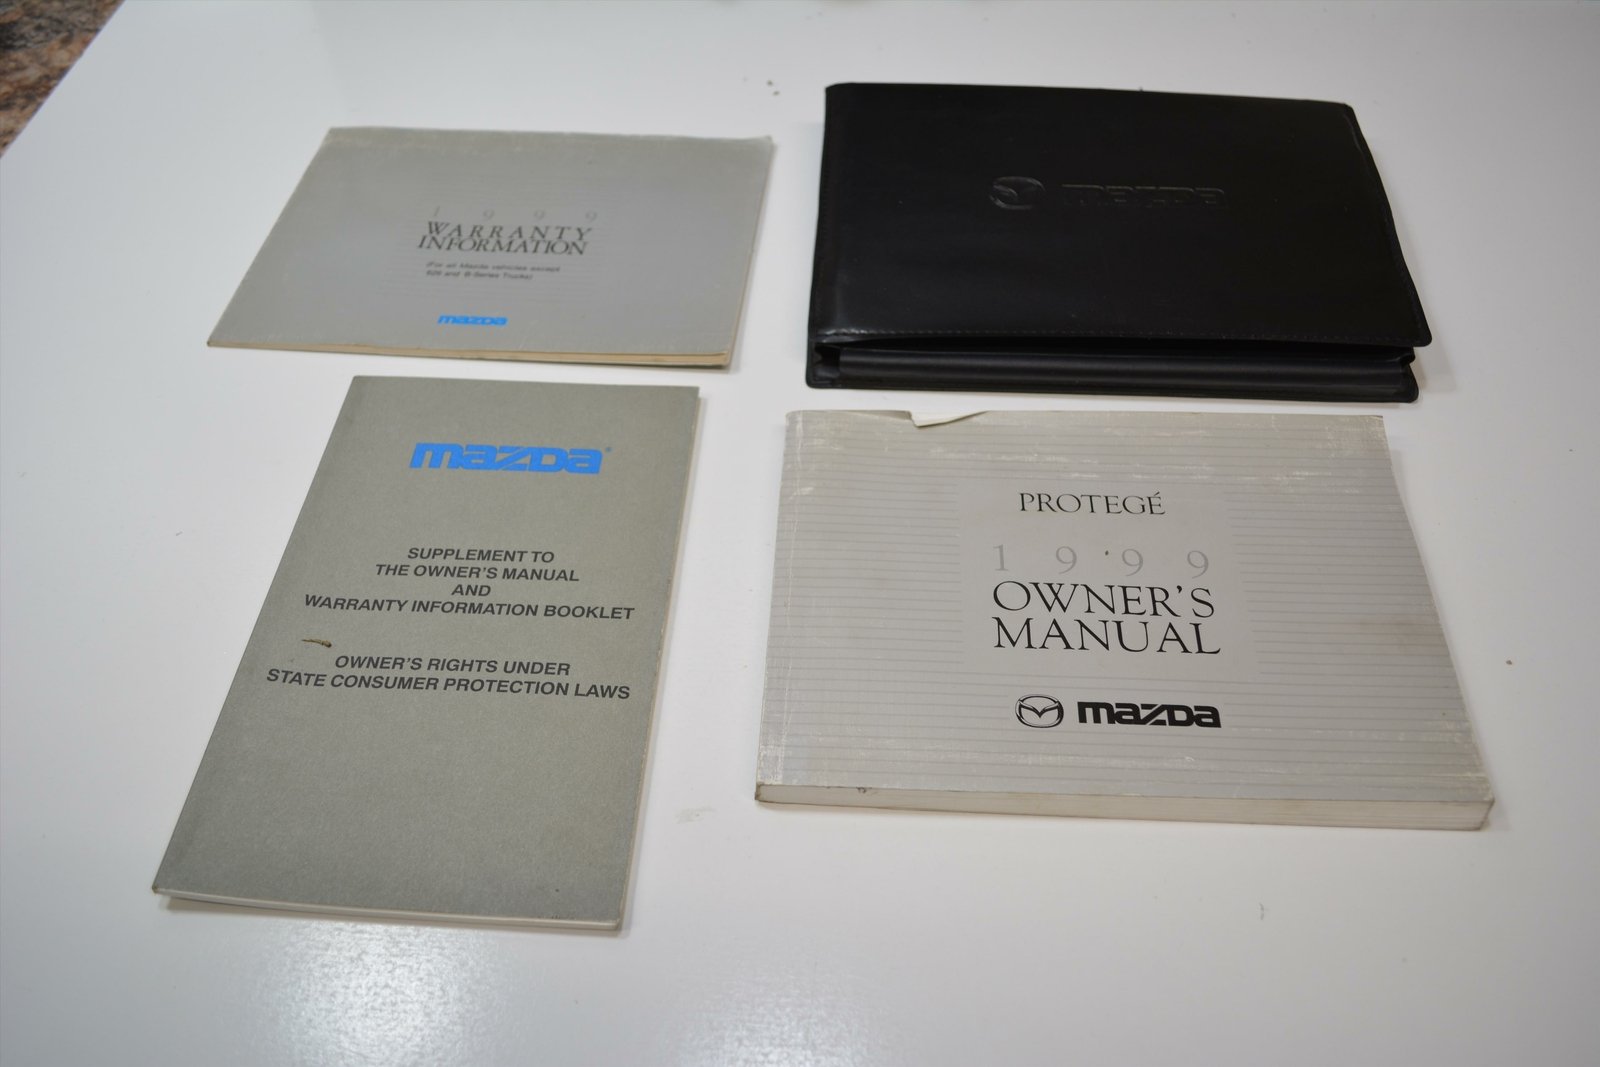 1999
WARRANTY
INFORMATION
(For all Mazda vehicles except
626 and B-Series Trucks)
mazda
mazda
mazda®
SUPPLEMENT TO
THE OWNER'S MANUAL
AND
WARRANTY INFORMATION BOOKLET
OWNER'S RIGHTS UNDER
STATE CONSUMER PROTECTION LAWS
PROTEGÉ
1999
OWNER'S
MANUAL
mazda